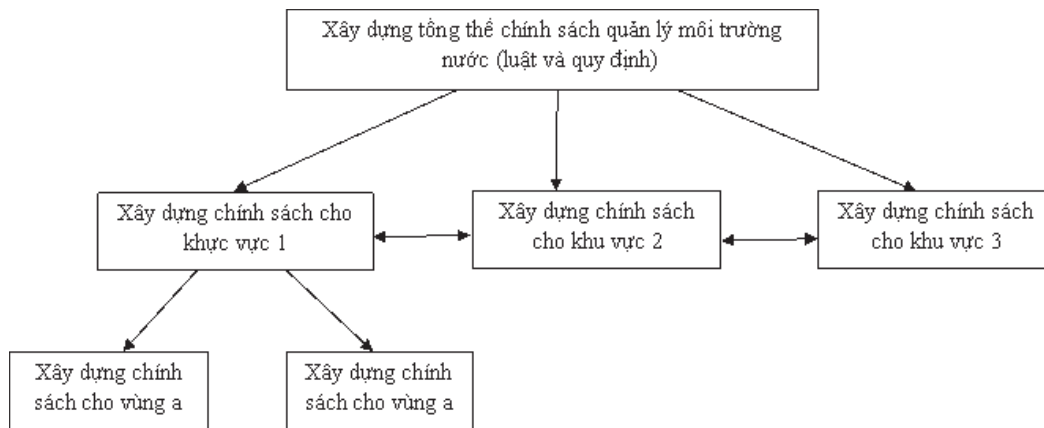 Xây dựng tổng thể chính sách quản lý môi trường
nước (luật và quy định)
Xây dựng chính sách cho
khực vực 1
Xây dựng chính sách
cho khu vực 2
Xây dựng chính sách
cho khu vực 3
Xây dựng chính
sách cho vùng a
Xây dựng chính
sách cho vùng a